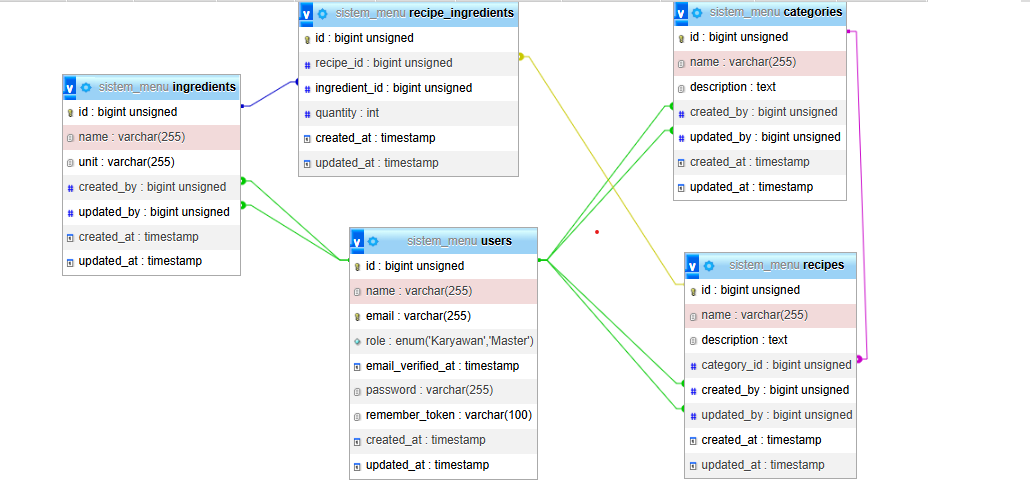 sistem_menu recipe_ingredients
id : bigint unsigned
recipe_id : bigint unsigned
ingredient_id : bigint unsigned
quantity : int
created_at : timestamp
updated_at : timestamp
sistem_menu categories
id : bigint unsigned
name : varchar(255)
description : text
created_by : bigint unsigned
updated_by : bigint unsigned
created_at : timestamp
updated_at : timestamp
sistem_menu ingredients
id : bigint unsigned
name : varchar(255)
unit : varchar(255)
created_by : bigint unsigned
updated_by : bigint unsigned
created_at : timestamp
updated_at : timestamp
sistem_menu users
id : bigint unsigned
name : varchar(255)
email : varchar(255)
role : enum('Karyawan','Master')
email_verified_at : timestamp
password : varchar(255)
remember_token : varchar(100)
created_at : timestamp
updated_at : timestamp
sistem_menu recipes
id : bigint unsigned
name : varchar(255)
description : text
category_id : bigint unsigned
created_by : bigint unsigned
updated_by : bigint unsigned
created_at : timestamp
updated_at : timestamp